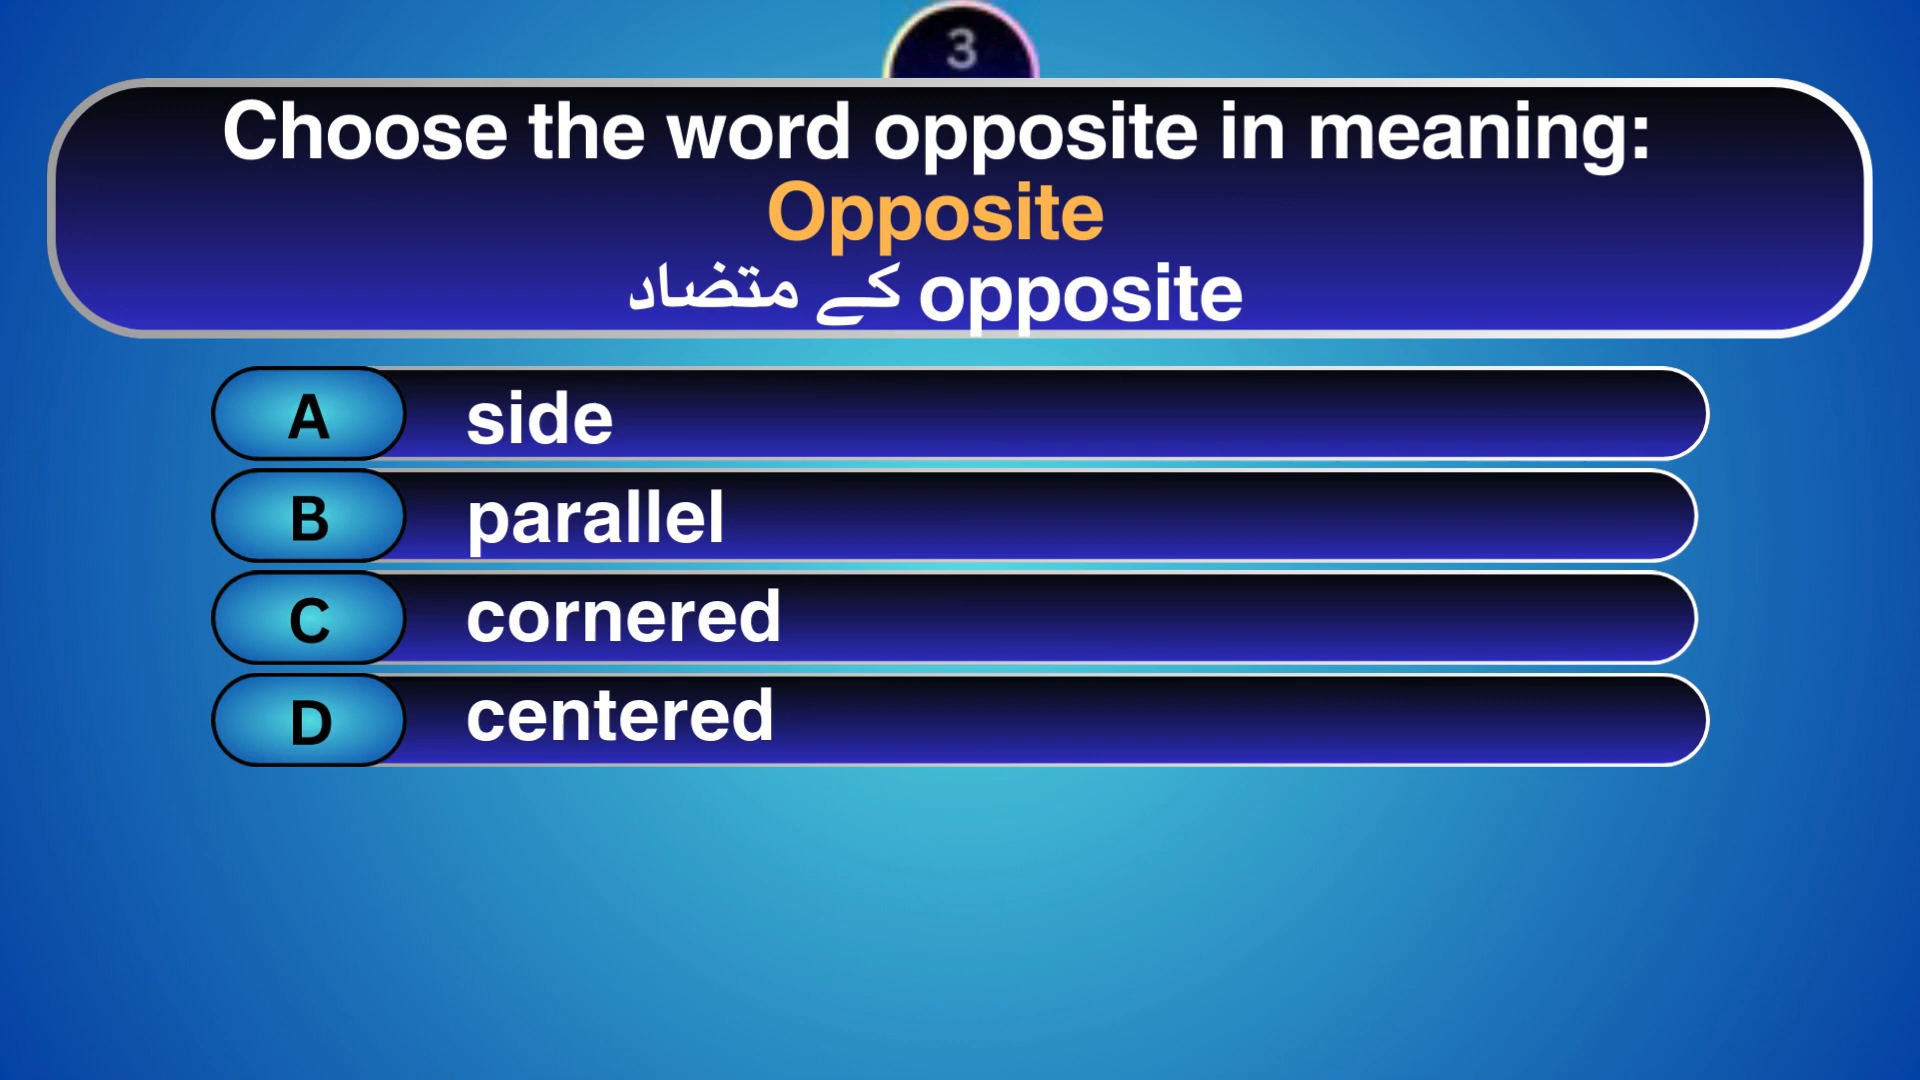 3
Choose the word opposite in meaning:
Opposite
opposite کے متضاد
A side
B parallel
C cornered
D centered